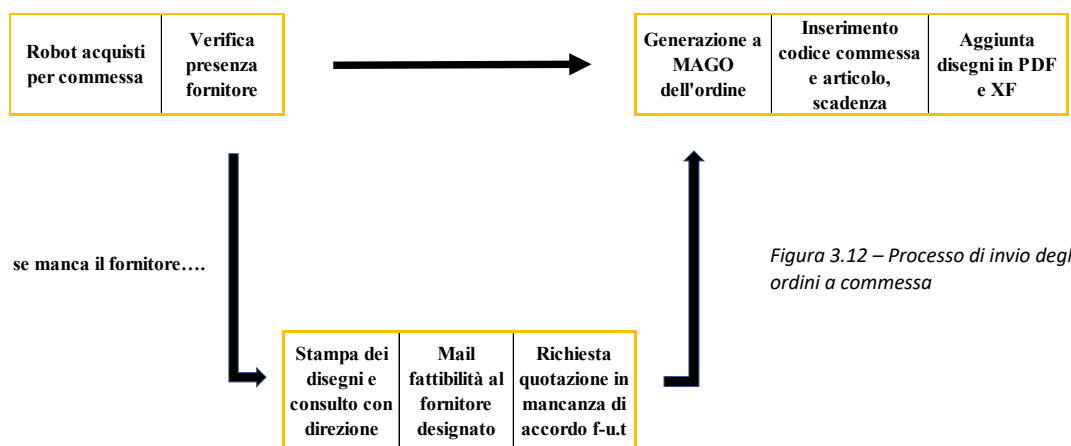 Robot acquisti
per commessa
Verifica
presenza
fornitore
Generazione a
MAGO
dell'ordine
Inserimento
codice commessa
e articolo,
scadenza
Aggiunta
disegni in PDF
e XF
se manca il fornitore….
Figura 3.12 – Processo di invio degl
ordini a commessa
Stampa dei
disegni e
consulto con
direzione
Mail
fattibilità al
fornitore
designato
Richiesta
quotazione in
mancanza di
accordo f-u.t